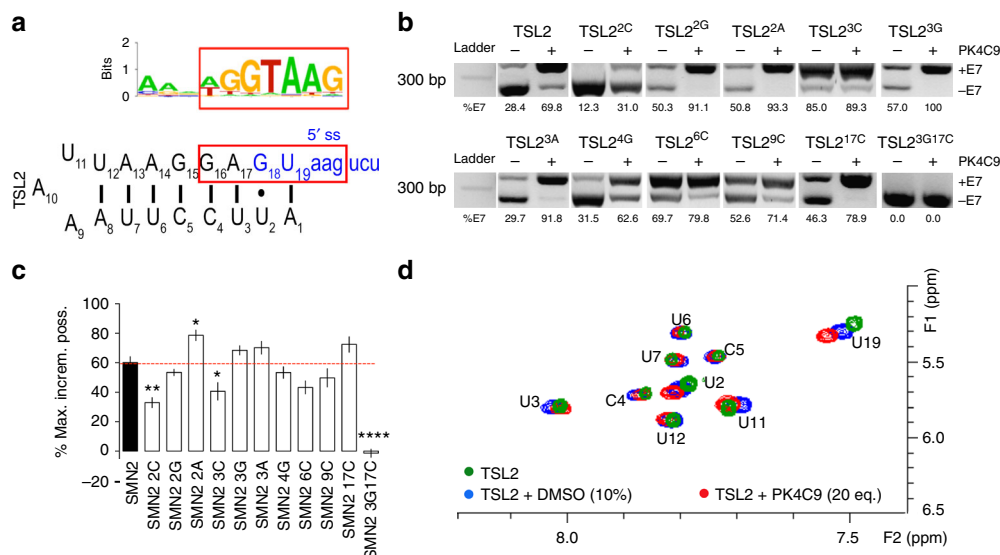 a
Bits
2
1
0
A A A T G G T A A G
5′ ss
U11 U12 A13 A14 G15 G16 A17 G18 U19 aag ucu
TSL2
A10
A9 A8 U7 U6 C5 C4 U3 U2 A1
b
TSL2 TSL2 2C TSL2 2G TSL2 2A TSL2 3C TSL2 3G
Ladder – + – + – + – + – + – + PK4C9
300 bp +E7
–E7
%E7 28.4 69.8 12.3 31.0 50.3 91.1 50.8 93.3 85.0 89.3 57.0 100
TSL2 3A TSL2 4G TSL2 6C TSL2 9C TSL2 17C TSL2 3G17C
Ladder – + – + – + – + – + – + PK4C9
300 bp +E7
–E7
%E7 29.7 91.8 31.5 62.6 69.7 79.8 52.6 71.4 46.3 78.9 0.0 0.0
c
% Max. increm. poss.
100
80
60
40
20
0
–20
** * * ****
SMN2
SMN2 2C
SMN2 2G
SMN2 2A
SMN2 3C
SMN2 3G
SMN2 3A
SMN2 4G
SMN2 6C
SMN2 9C
SMN2 17C
SMN2 3G17C
d
U6
U19
U7 C5
U2
U3 C4 U11
U12
TSL2
TSL2 + DMSO (10%) TSL2 + PK4C9 (20 eq.)
F1 (ppm)
5.5
6.0
6.5
8.0 7.5
F2 (ppm)